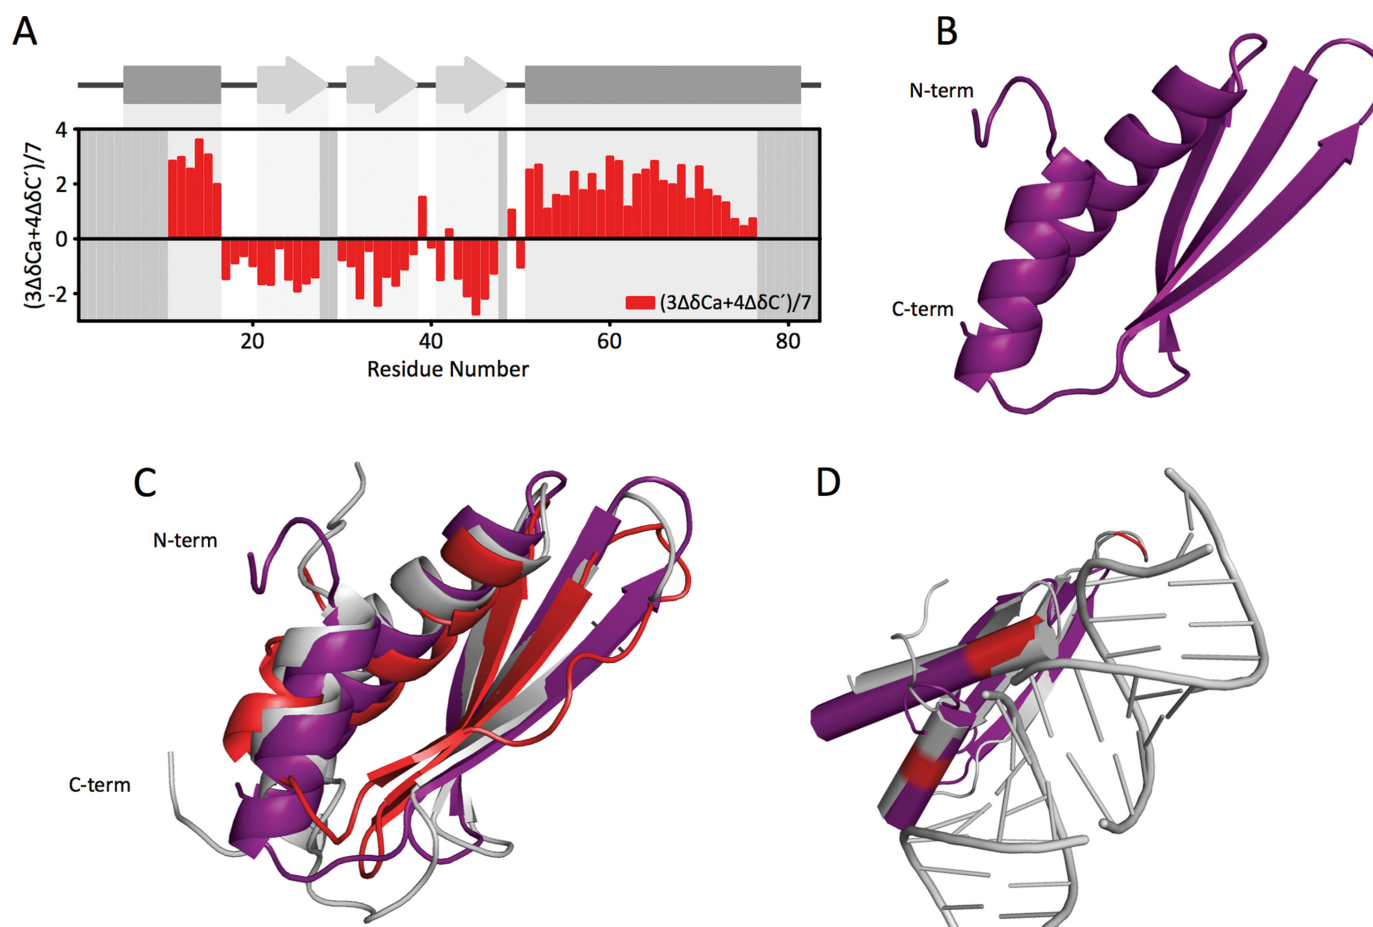 A
4
2
0
-2
(3ΔδCa+4ΔδC´)/7
(3ΔδCa+4ΔδC´)/7
20
40
60
80
Residue Number
B
N-term
C-term
C
N-term
C-term
D